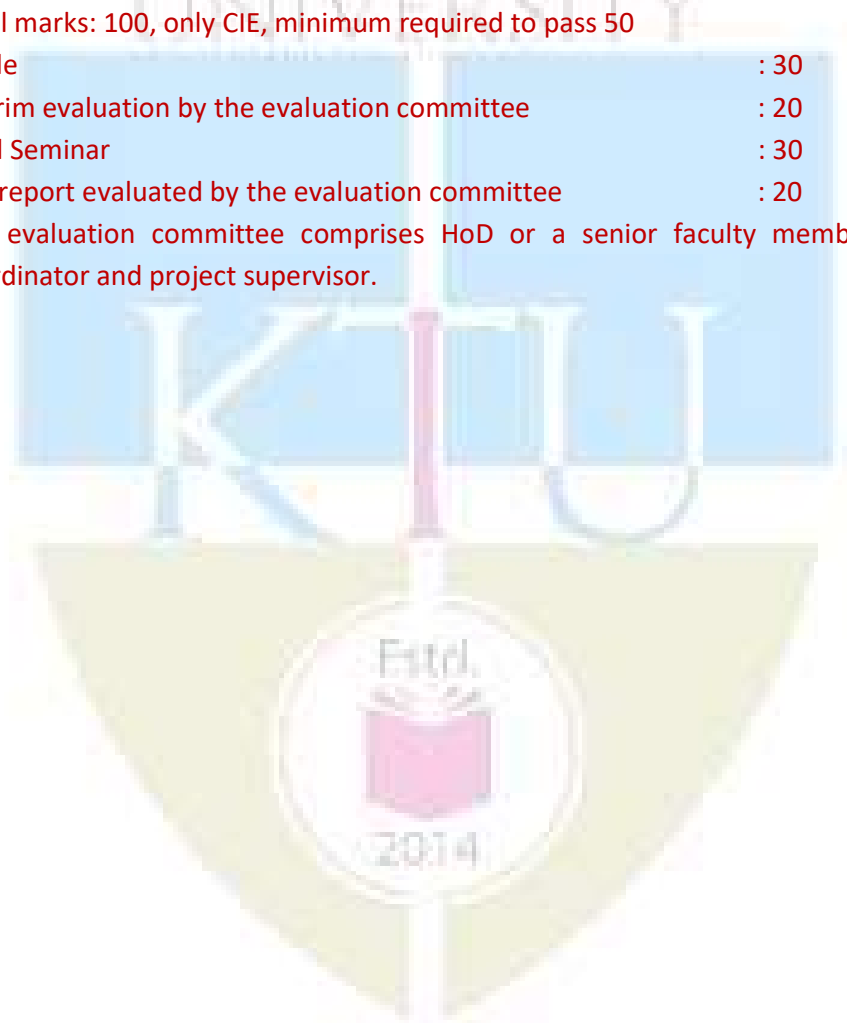 UNIVERSITY
l marks: 100, only CIE, minimum required to pass 50
le : 30
rim evaluation by the evaluation committee : 20
l Seminar : 30
report evaluated by the evaluation committee : 20
evaluation committee comprises HoD or a senior faculty memb
rdinator and project supervisor.
KTU
Estd.
2014